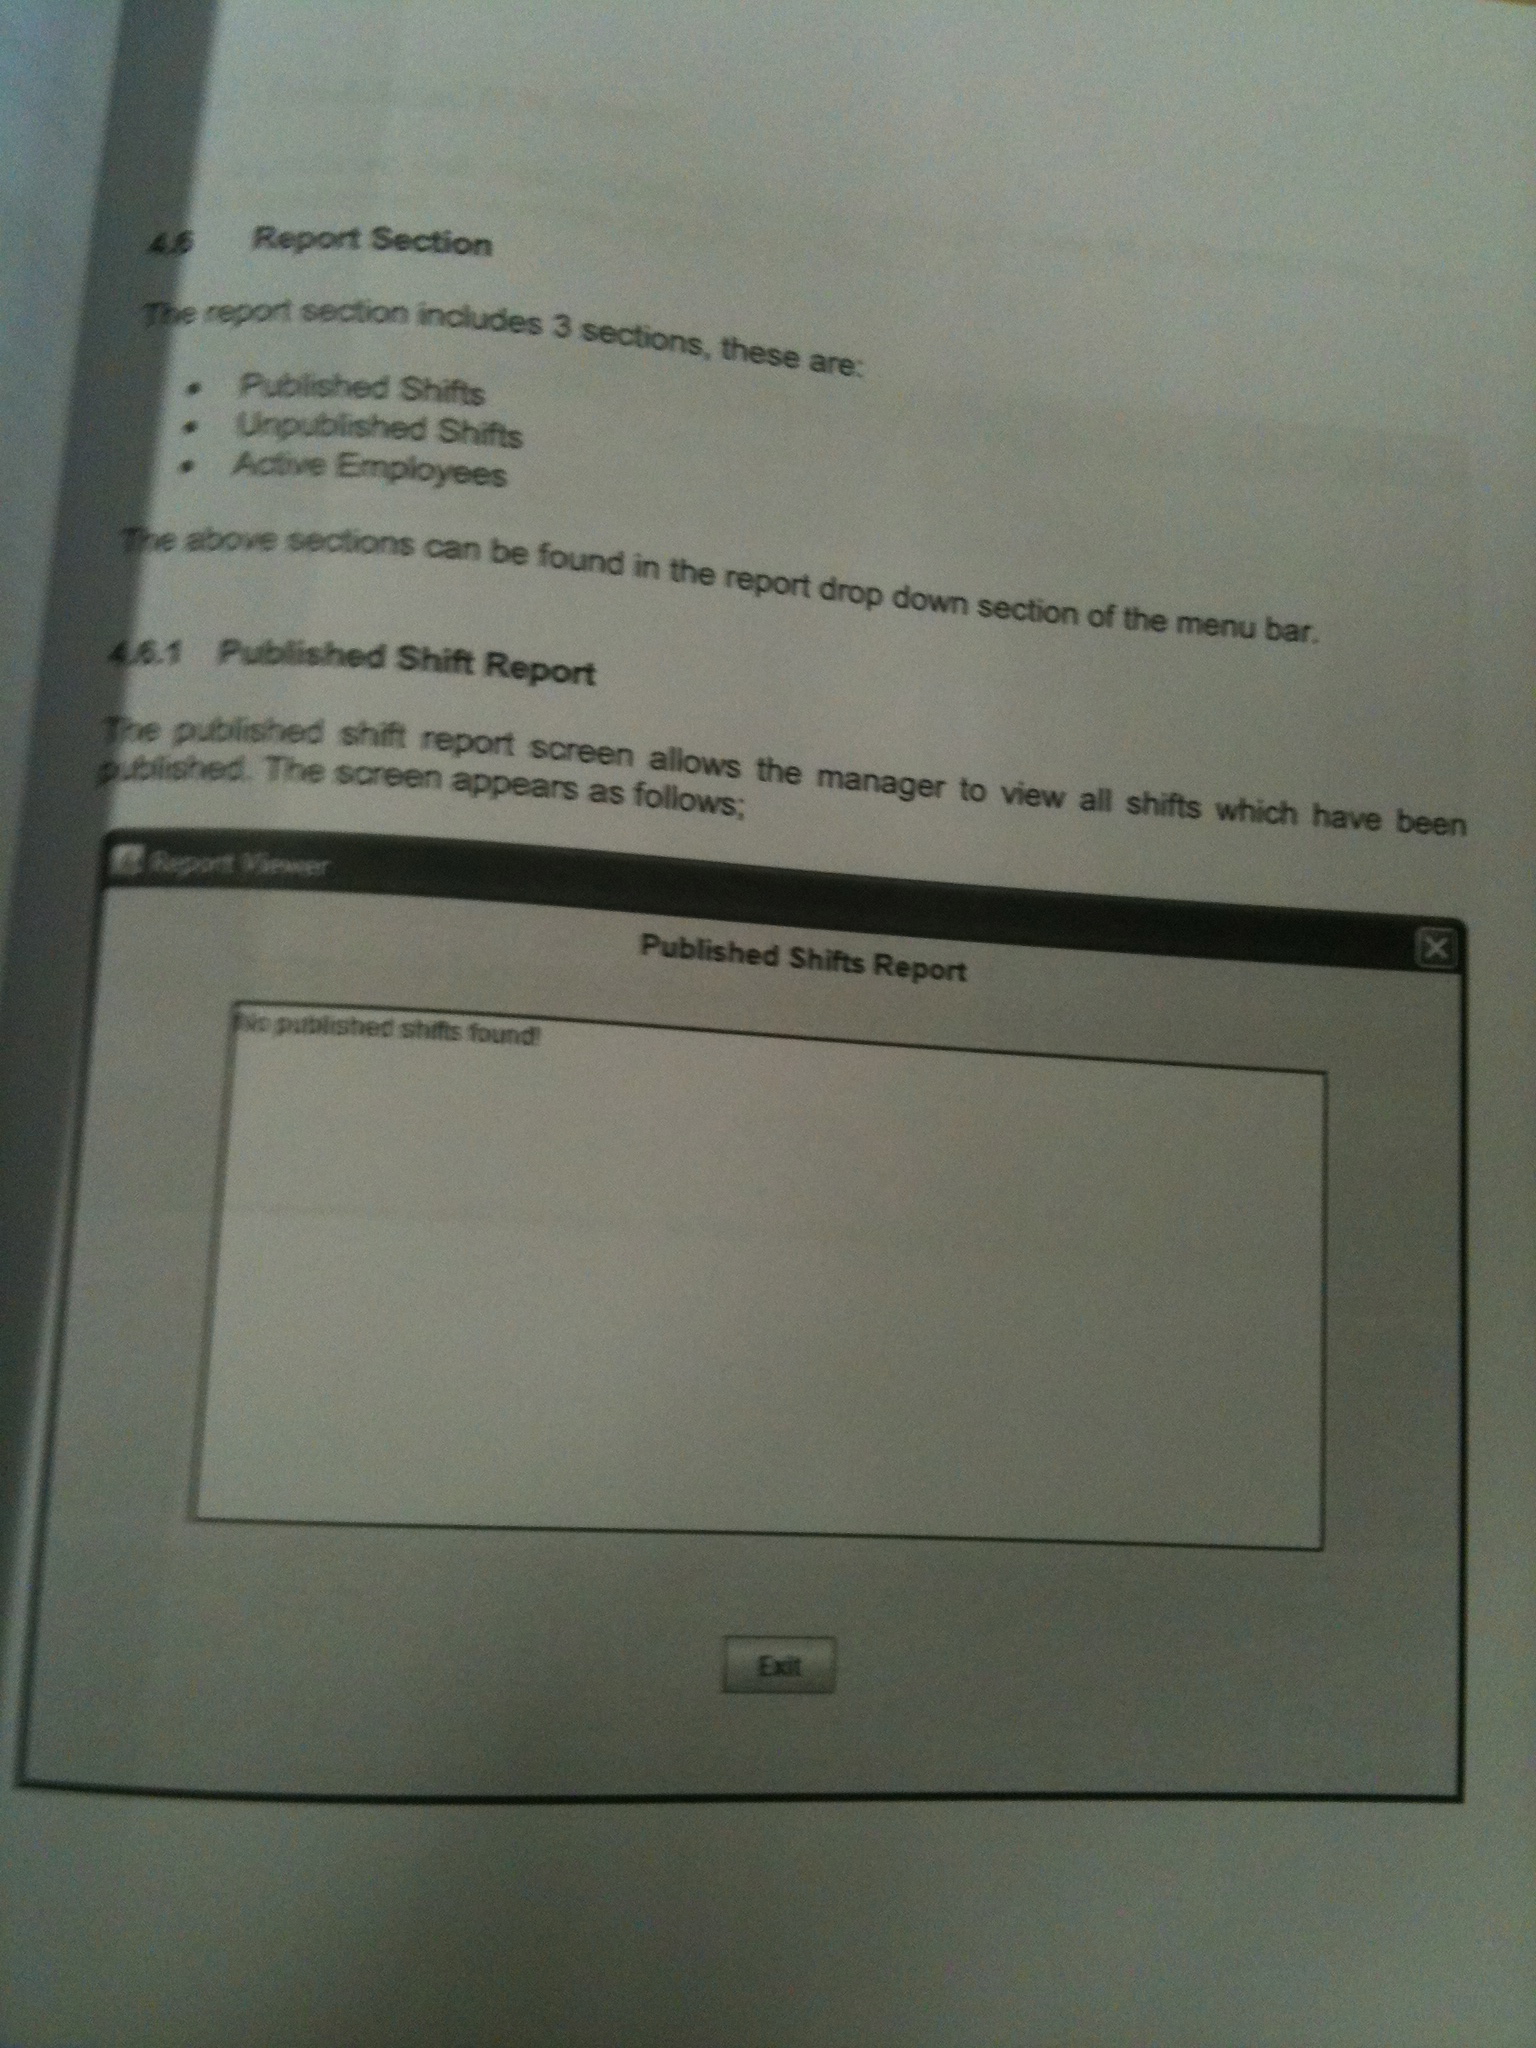 4.6 Report Section
The report section includes 3 sections, these are:
• Published Shifts
• Unpublished Shifts
• Active Employees
The above sections can be found in the report drop down section of the menu bar.
4.6.1 Published Shift Report
The published shift report screen allows the manager to view all shifts which have been
published. The screen appears as follows;
Report Viewer
Published Shifts Report
No published shifts found!
Exit